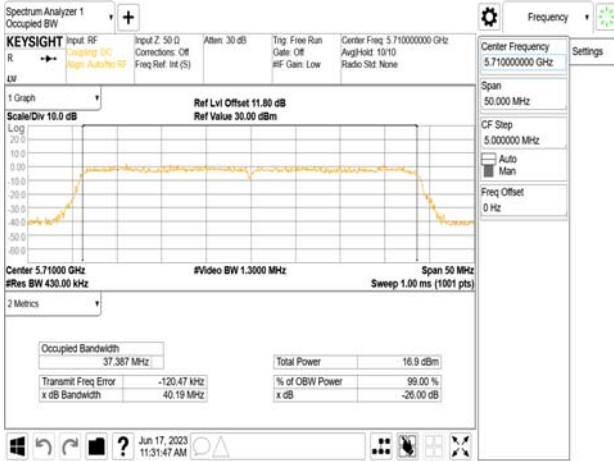 Spectrum Analyzer 1
Occupied BW
Frequency
KEYSIGHT
R
Input: RF
Coupling: DC
Align: Auto/No RF
Input Z: 50 Ω
Corrections: Off
Freq Ref: Int (S)
Atten: 30 dB
Trig: Free Run
Gate: Off
#IF Gain: Low
Center Freq: 5.710000000 GHz
Avg|Hold: 10/10
Radio Std: None
Center Frequency
5.710000000 GHz
Settings
Span
50.000 MHz
CF Step
5.000000 MHz
Auto
Man
Freq Offset
0 Hz
1 Graph
Scale/Div 10.0 dB
Ref Lvl Offset 11.80 dB
Ref Value 30.00 dBm
Log
20.0
10.0
0.00
-10.0
-20.0
-30.0
-40.0
-50.0
-60.0
Center 5.71000 GHz
#Video BW 1.3000 MHz
Span 50 MHz
#Res BW 430.00 kHz
Sweep 1.00 ms (1001 pts)
2 Metrics
Occupied Bandwidth
37.387 MHz
Total Power 16.9 dBm
Transmit Freq Error -120.47 kHz
% of OBW Power 99.00 %
x dB Bandwidth 40.19 MHz
x dB -26.00 dB
?
Jun 17, 2023
11:31:47 AM